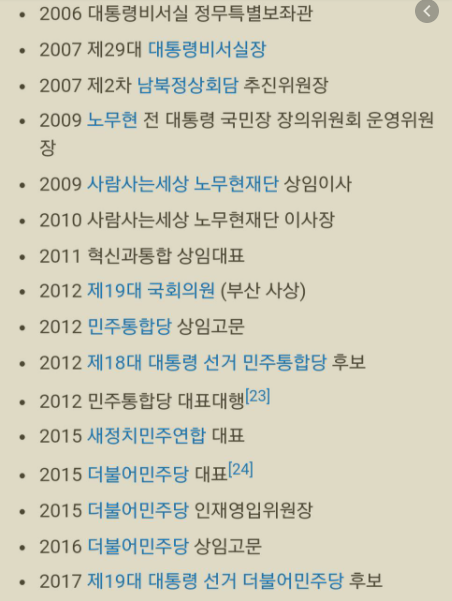 • 2006 대통령비서실 정무특별보좌관
• 2007 제29대 대통령비서실장
• 2007 제2차 남북정상회담 추진위원장
• 2009 노무현 전 대통령 국민장 장의위원회 운영위원
장
• 2009 사람사는세상 노무현재단 상임이사
• 2010 사람사는세상 노무현재단 이사장
• 2011 혁신과통합 상임대표
• 2012 제19대 국회의원 (부산 사상)
• 2012 민주통합당 상임고문
• 2012 제18대 대통령 선거 민주통합당 후보
• 2012 민주통합당 대표대행[23]
• 2015 새정치민주연합 대표
• 2015 더불어민주당 대표[24]
• 2015 더불어민주당 인재영입위원장
• 2016 더불어민주당 상임고문
• 2017 제19대 대통령 선거 더불어민주당 후보